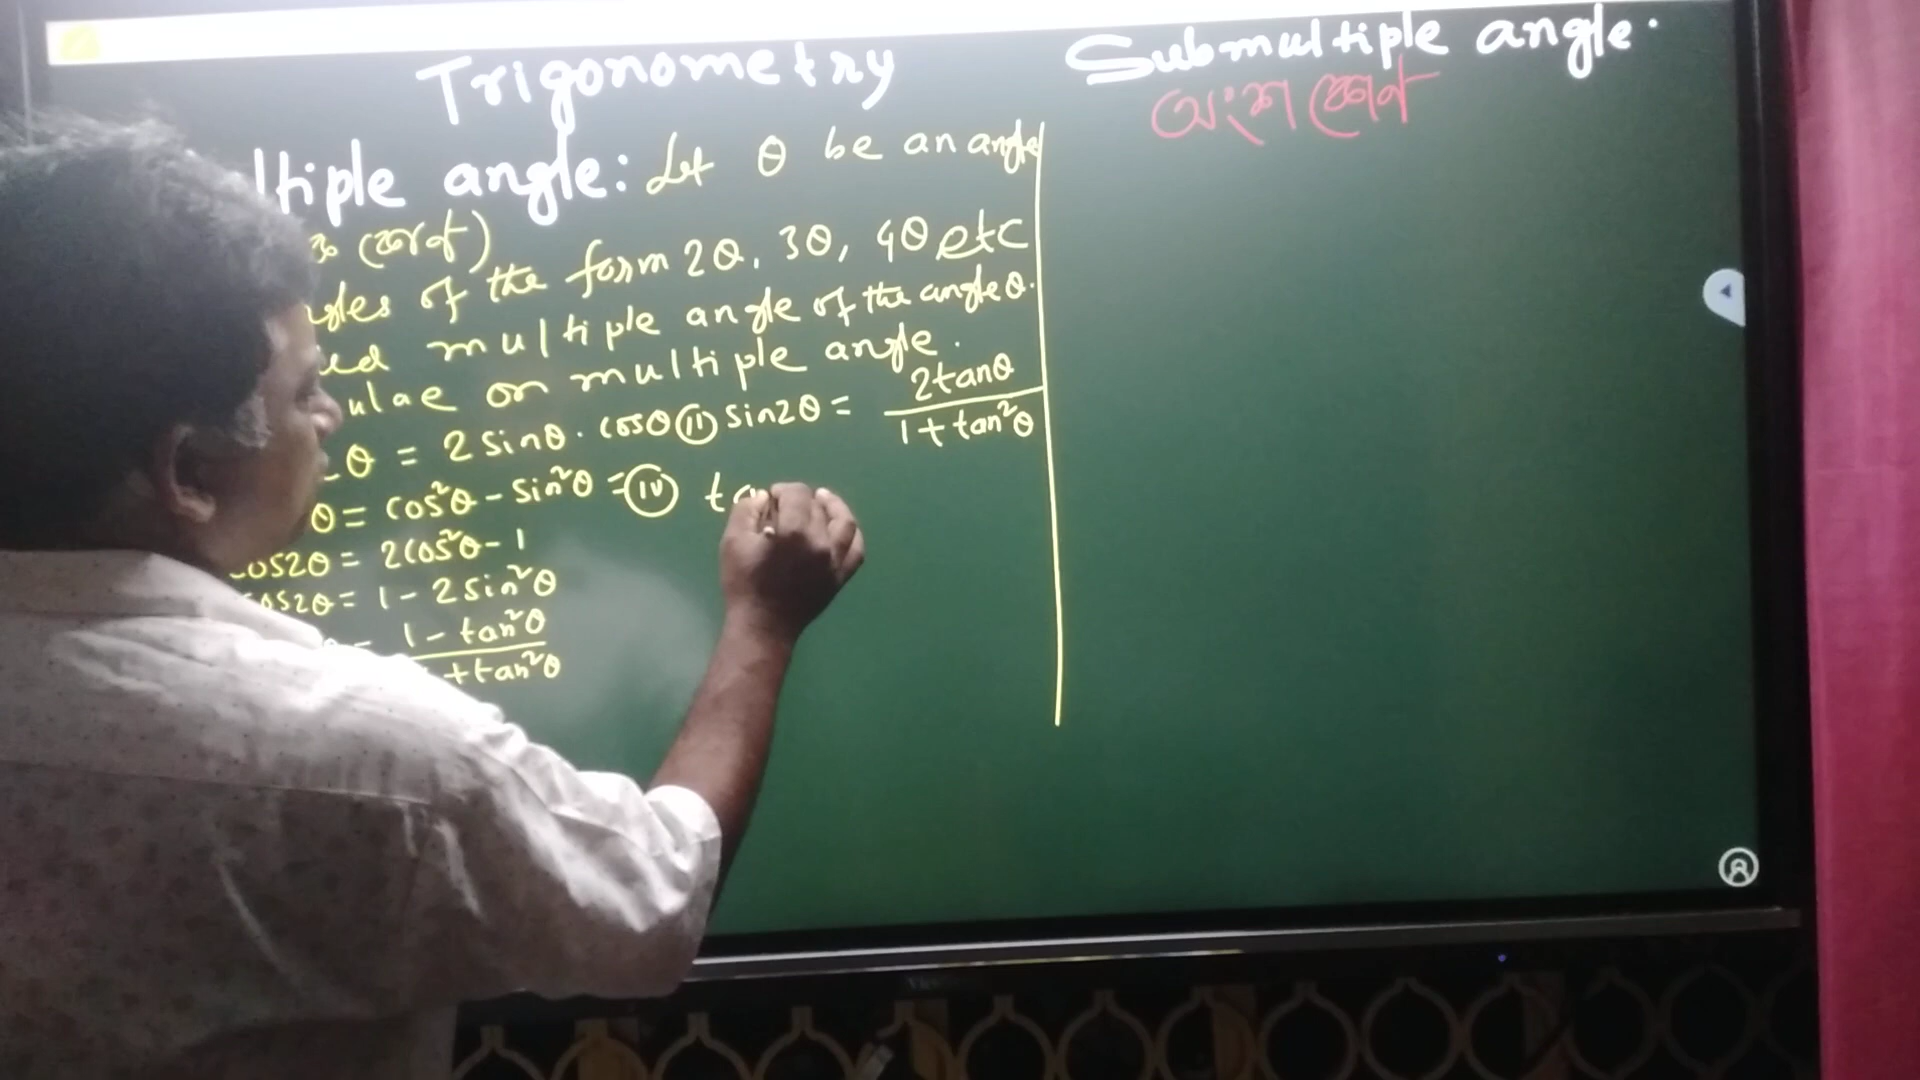 Trigonometry
ltiple angle: Let θ be an angle
of the form 2θ, 3θ, 4θ etc
multiple angle of the angle θ.
ulae on multiple angle.
2θ = 2 sinθ. cosθ (ii) sin2θ = 2tanθ / 1 + tan²θ
θ = cos²θ - sin²θ = (iv) ta
cos2θ = 2cos²θ - 1
cos2θ = 1 - 2sin²θ
θ = 1 - tan²θ / + tan²θ
Submultiple angle.
অংশ কোণ